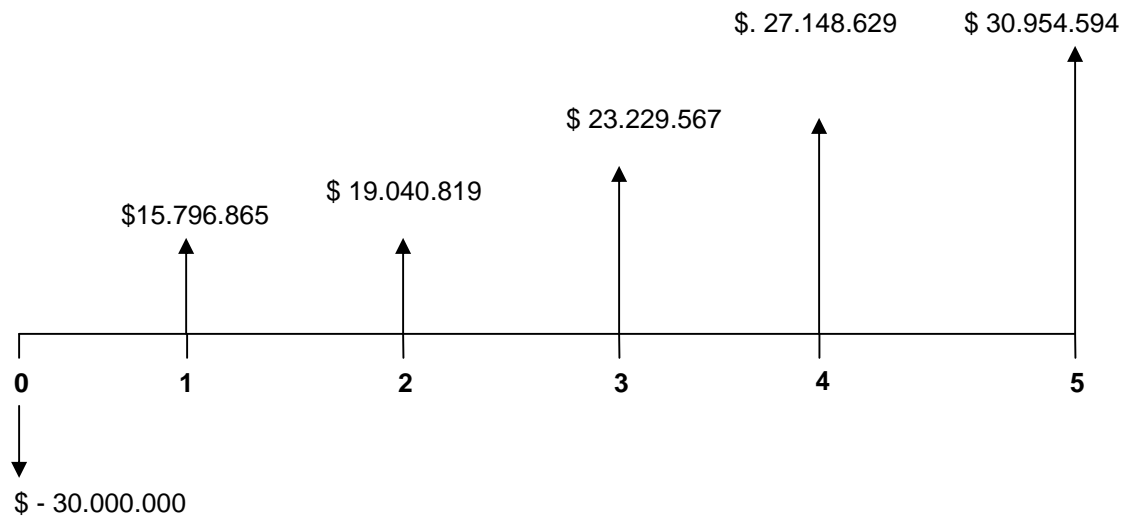 $. 27.148.629 $ 30.954.594
$ 23.229.567
$ 19.040.819
$15.796.865
0 1 2 3 4 5
$ - 30.000.000